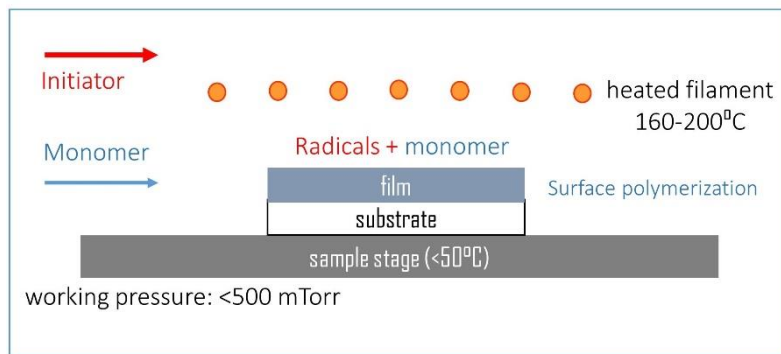 Initiator
heated filament
160-200⁰C
Monomer
Radicals + monomer
film
Surface polymerization
substrate
sample stage (<50⁰C)
working pressure: <500 mTorr